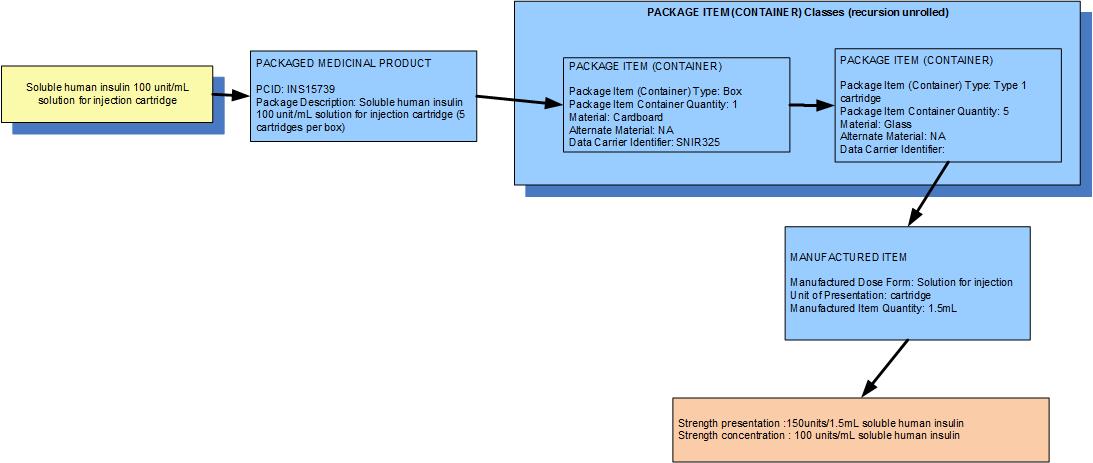 PACKAGE ITEM (CONTAINER) Classes (recursion unrolled)
Soluble human insulin 100 unit/mL
solution for injection cartridge
PACKAGED MEDICINAL PRODUCT
PCID: INS15739
Package Description: Soluble human insulin
100 unit/mL solution for injection cartridge (5
cartridges per box)
PACKAGE ITEM (CONTAINER)
Package Item (Container) Type: Box
Package Item Container Quantity: 1
Material: Cardboard
Alternate Material: NA
Data Carrier Identifier: SNIR325
PACKAGE ITEM (CONTAINER)
Package Item (Container) Type: Type 1
cartridge
Package Item Container Quantity: 5
Material: Glass
Alternate Material: NA
Data Carrier Identifier:
MANUFACTURED ITEM
Manufactured Dose Form: Solution for injection
Unit of Presentation: cartridge
Manufactured Item Quantity: 1.5mL
Strength presentation :150units/1.5mL soluble human insulin
Strength concentration : 100 units/mL soluble human insulin